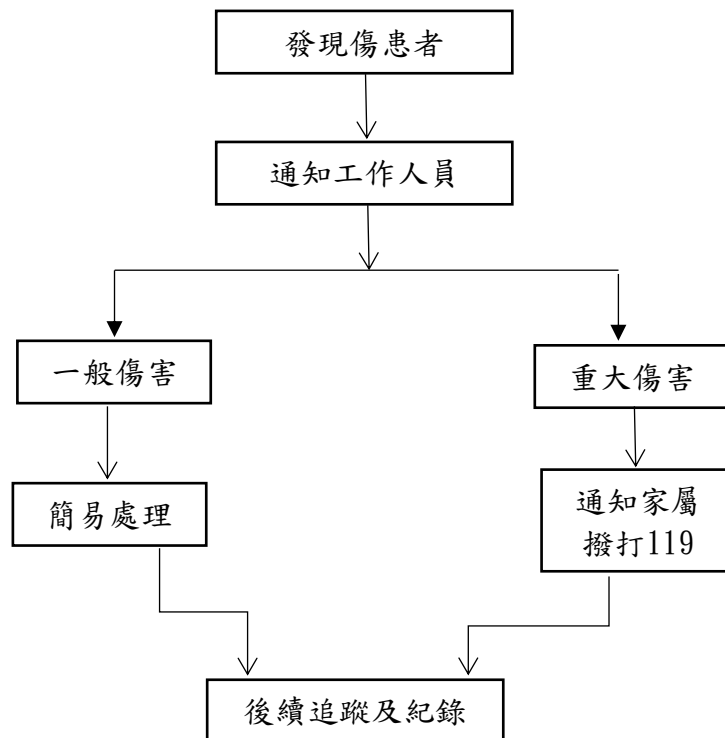 發現傷患者
通知工作人員
一般傷害
重大傷害
簡易處理
通知家屬
撥打119
後續追蹤及紀錄